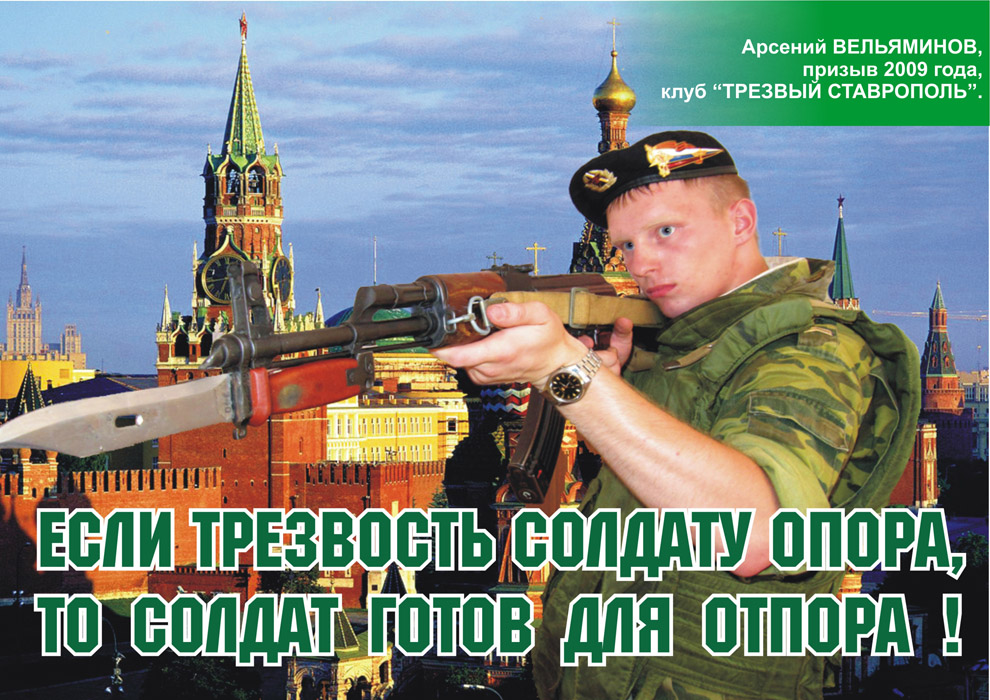 Арсений ВЕЛЬЯМИНОВ,
призыв 2009 года,
клуб “ТРЕЗВЫЙ СТАВРОПОЛЬ”.
ЕСЛИ ТРЕЗВОСТЬ СОЛДАТУ ОПОРА,
ТО СОЛДАТ ГОТОВ ДЛЯ ОТПОРА !